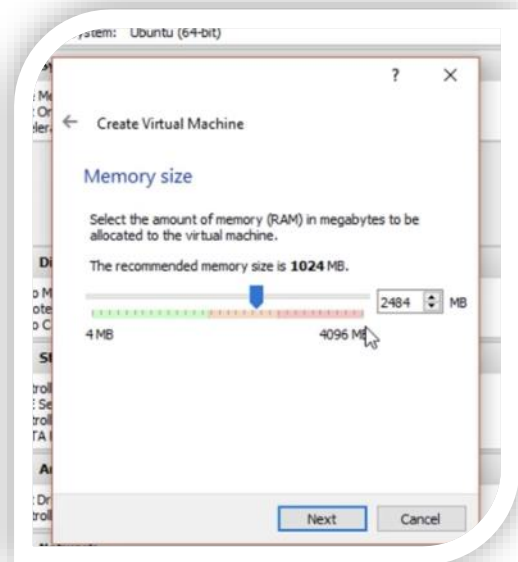 System: Ubuntu (64-bit)
? ×
← Create Virtual Machine
Memory size
Select the amount of memory (RAM) in megabytes to be
allocated to the virtual machine.
The recommended memory size is 1024 MB.
2484 MB
4 MB 4096 MB
Next Cancel